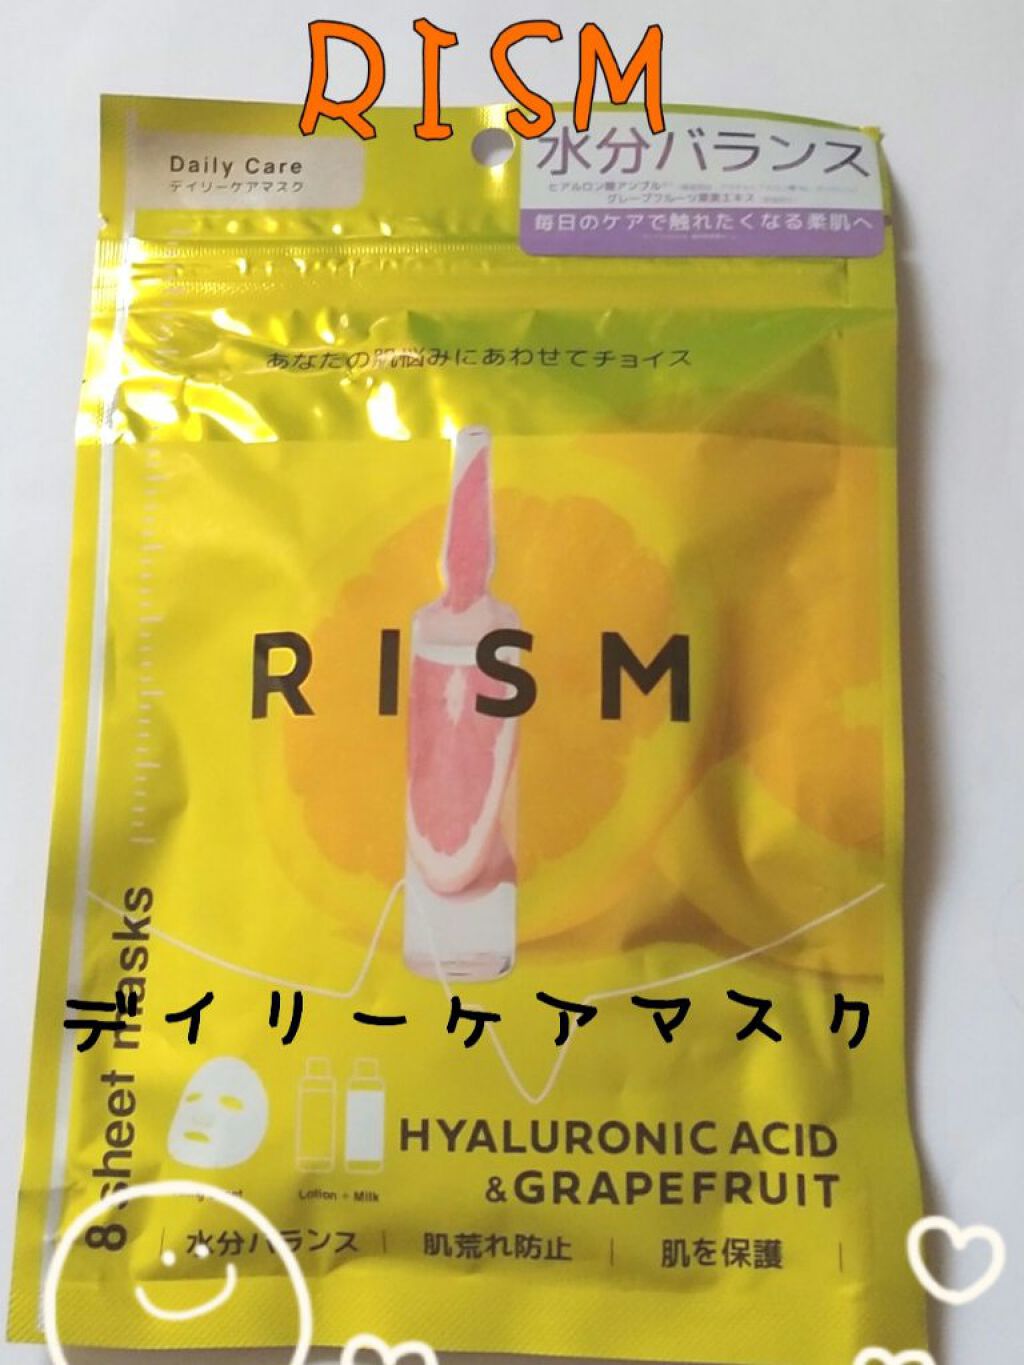 RISM
Daily Care
デイリーケアマスク
水分バランス
ヒアルロン酸アンプル
グレープフルーツ果実エキス
毎日のケアで触れたくなる柔肌へ
あなたの肌悩みにあわせてチョイス
RISM
デイリーケアマスク
8 sheet masks
Lotion + Milk
HYALURONIC ACID
&GRAPEFRUIT
水分バランス | 肌荒れ防止 | 肌を保護 |